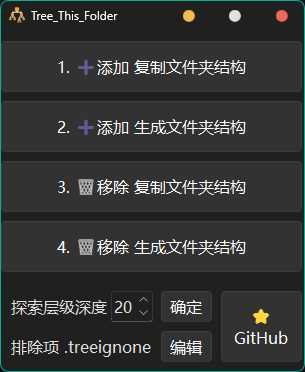 Tree_This_Folder
1. 添加 复制文件夹结构
2. 添加 生成文件夹结构
3. 移除 复制文件夹结构
4. 移除 生成文件夹结构
探索层级深度 20 确定
排除项 .treeignone 编辑
GitHub